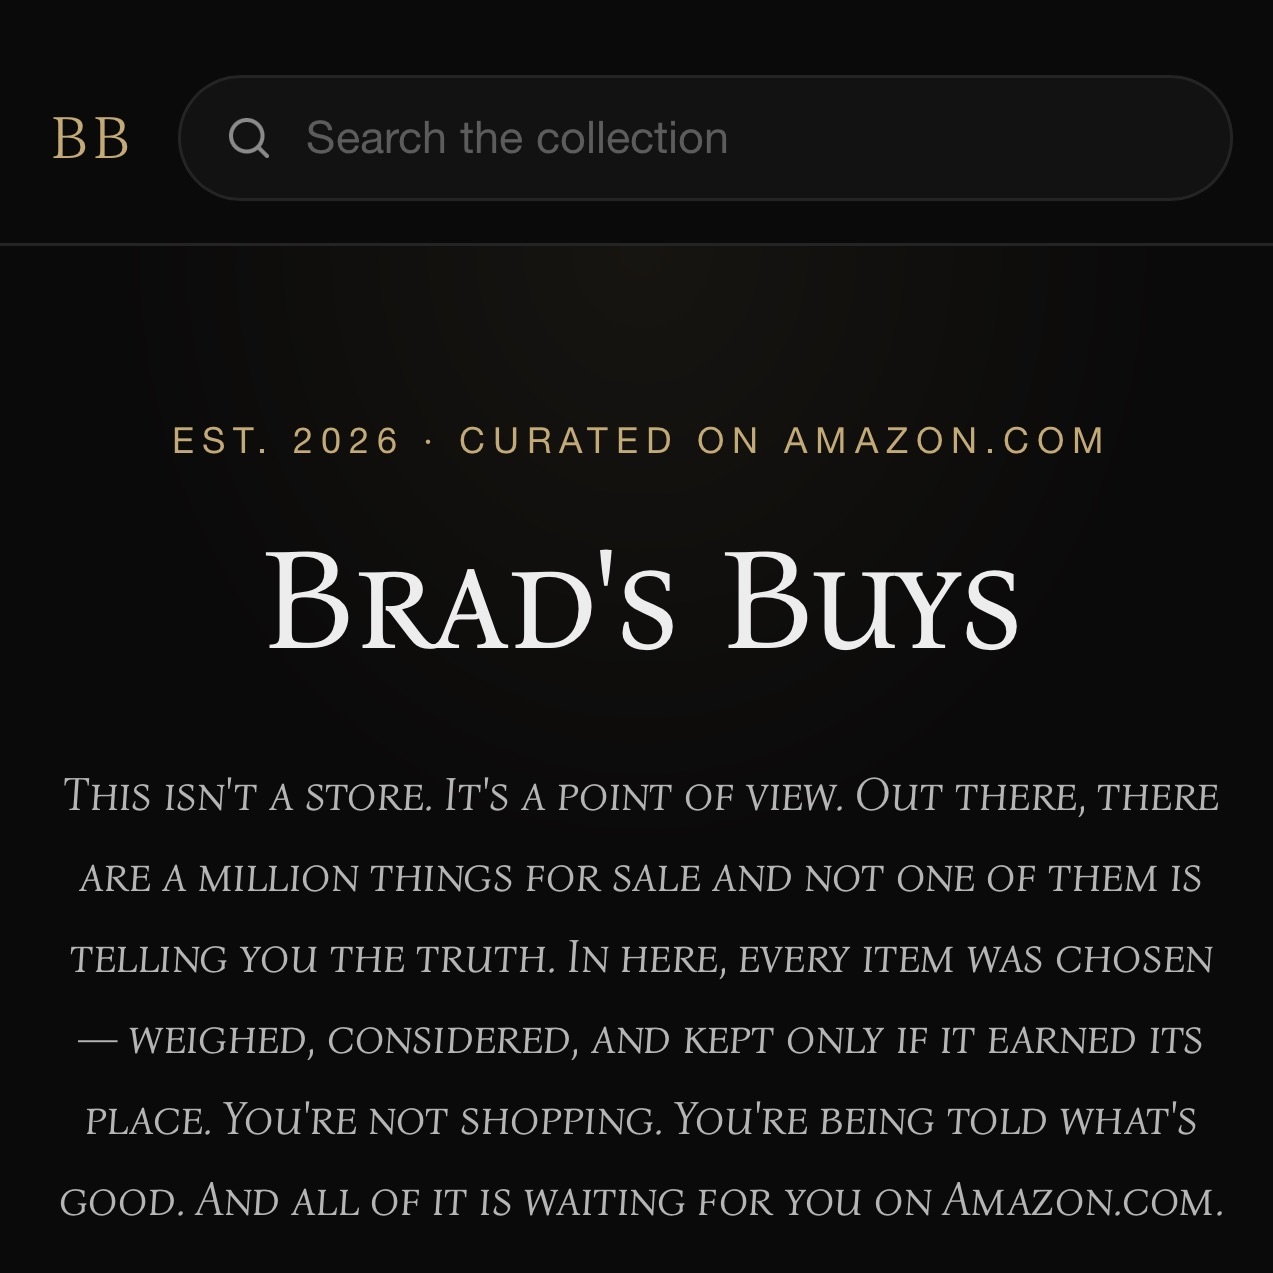 BB
Search the collection
EST. 2026 · CURATED ON AMAZON.COM
Brad's Buys
This isn't a store. It's a point of view. Out there, there
are a million things for sale and not one of them is
telling you the truth. In here, every item was chosen
— weighed, considered, and kept only if it earned its
place. You're not shopping. You're being told what's
good. And all of it is waiting for you on Amazon.com.